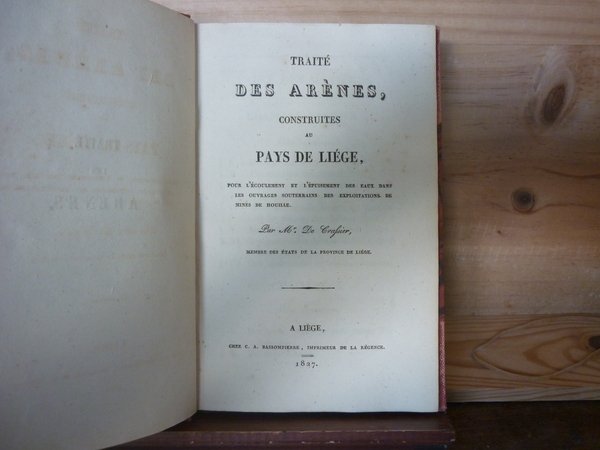 TRAITÉ
DES ARÈNES,
CONSTRUITES
AU
PAYS DE LIÉGE,
POUR L'ÉCOULEMENT ET L'ÉPUISEMENT DES EAUX DANS
LES OUVRAGES SOUTERRAINS DES EXPLOITATIONS DE
MINES DE HOUILLE.
Par Mr. De Crassier,
MEMBRE DES ÉTATS DE LA PROVINCE DE LIÉGE.
A LIÈGE,
CHEZ C. A. BASSOMPIERRE, IMPRIMEUR DE LA RÉGENCE.
1827.